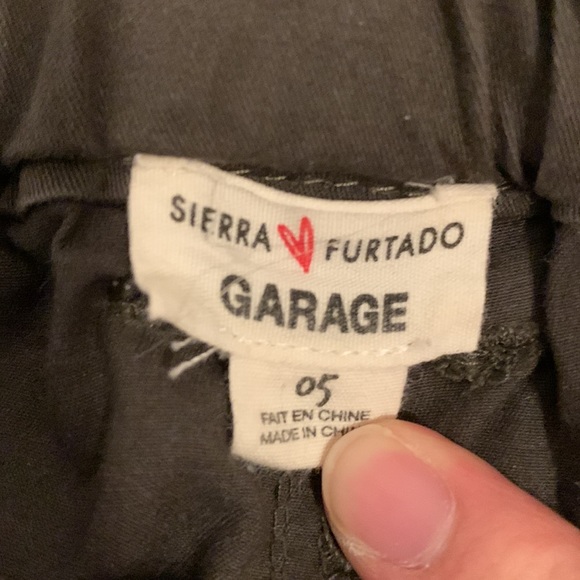 SIERRA FURTADO
GARAGE
05
FAIT EN CHINE
MADE IN